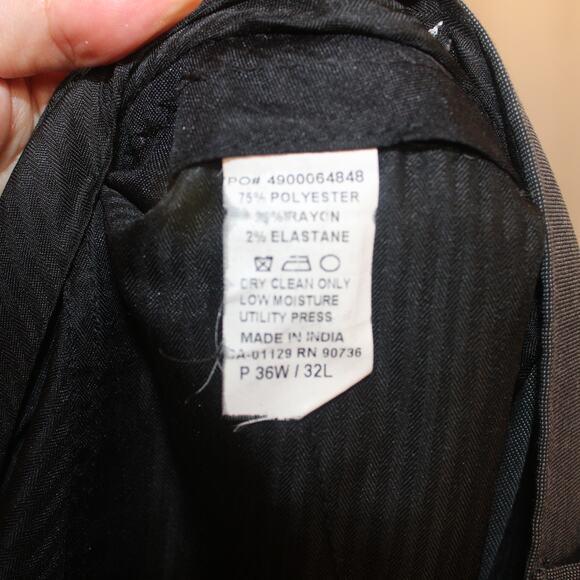 PO# 4900064848
75% POLYESTER
RAYON
2% ELASTANE
DRY CLEAN ONLY
LOW MOISTURE
UTILITY PRESS
MADE IN INDIA
CA-01129 RN 90736
P 36W / 32L